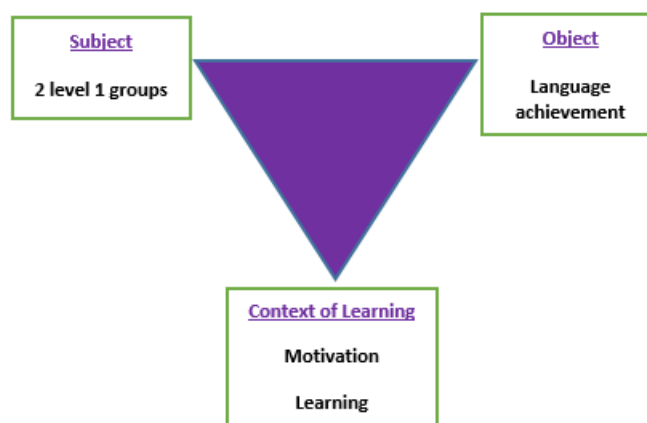 Subject
2 level 1 groups
Object
Language
achievement
Context of Learning
Motivation
Learning